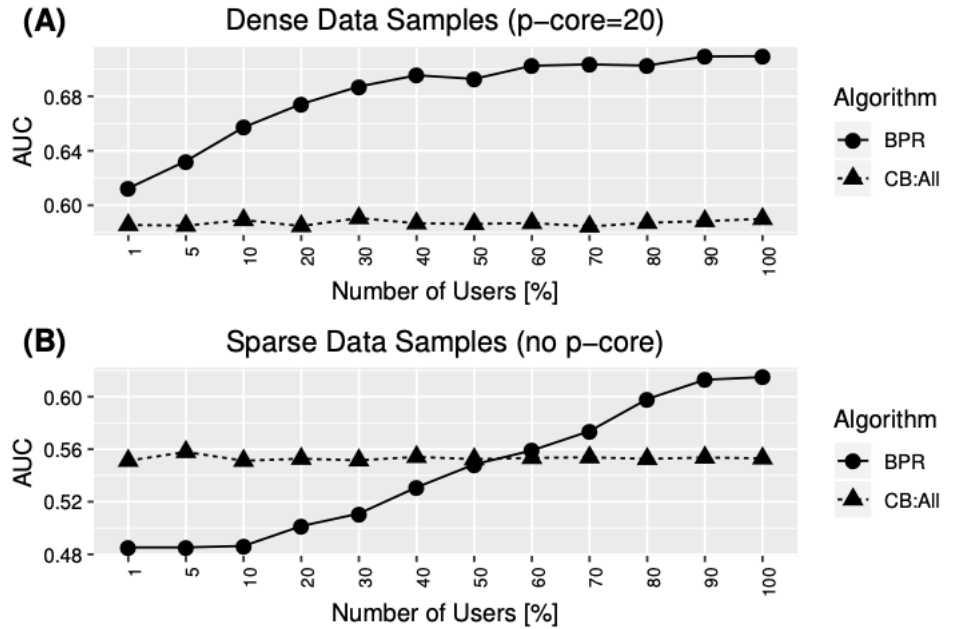 (A) Dense Data Samples (p−core=20)
AUC
0.68
0.64
0.60
1 5 10 20 30 40 50 60 70 80 90 100
Number of Users [%]
Algorithm
BPR
CB:All
(B) Sparse Data Samples (no p−core)
AUC
0.60
0.56
0.52
0.48
1 5 10 20 30 40 50 60 70 80 90 100
Number of Users [%]
Algorithm
BPR
CB:All